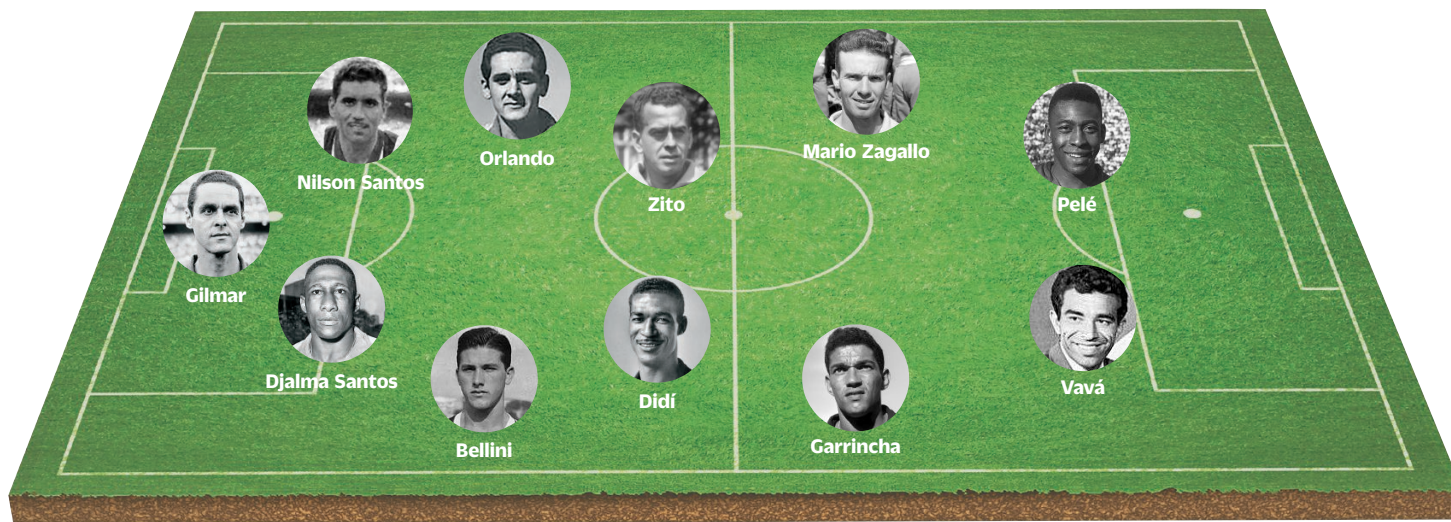 Orlando
Mario Zagallo
Nilson Santos
Zito
Pelé
Gilmar
Djalma Santos
Vavá
Didí
Bellini
Garrincha